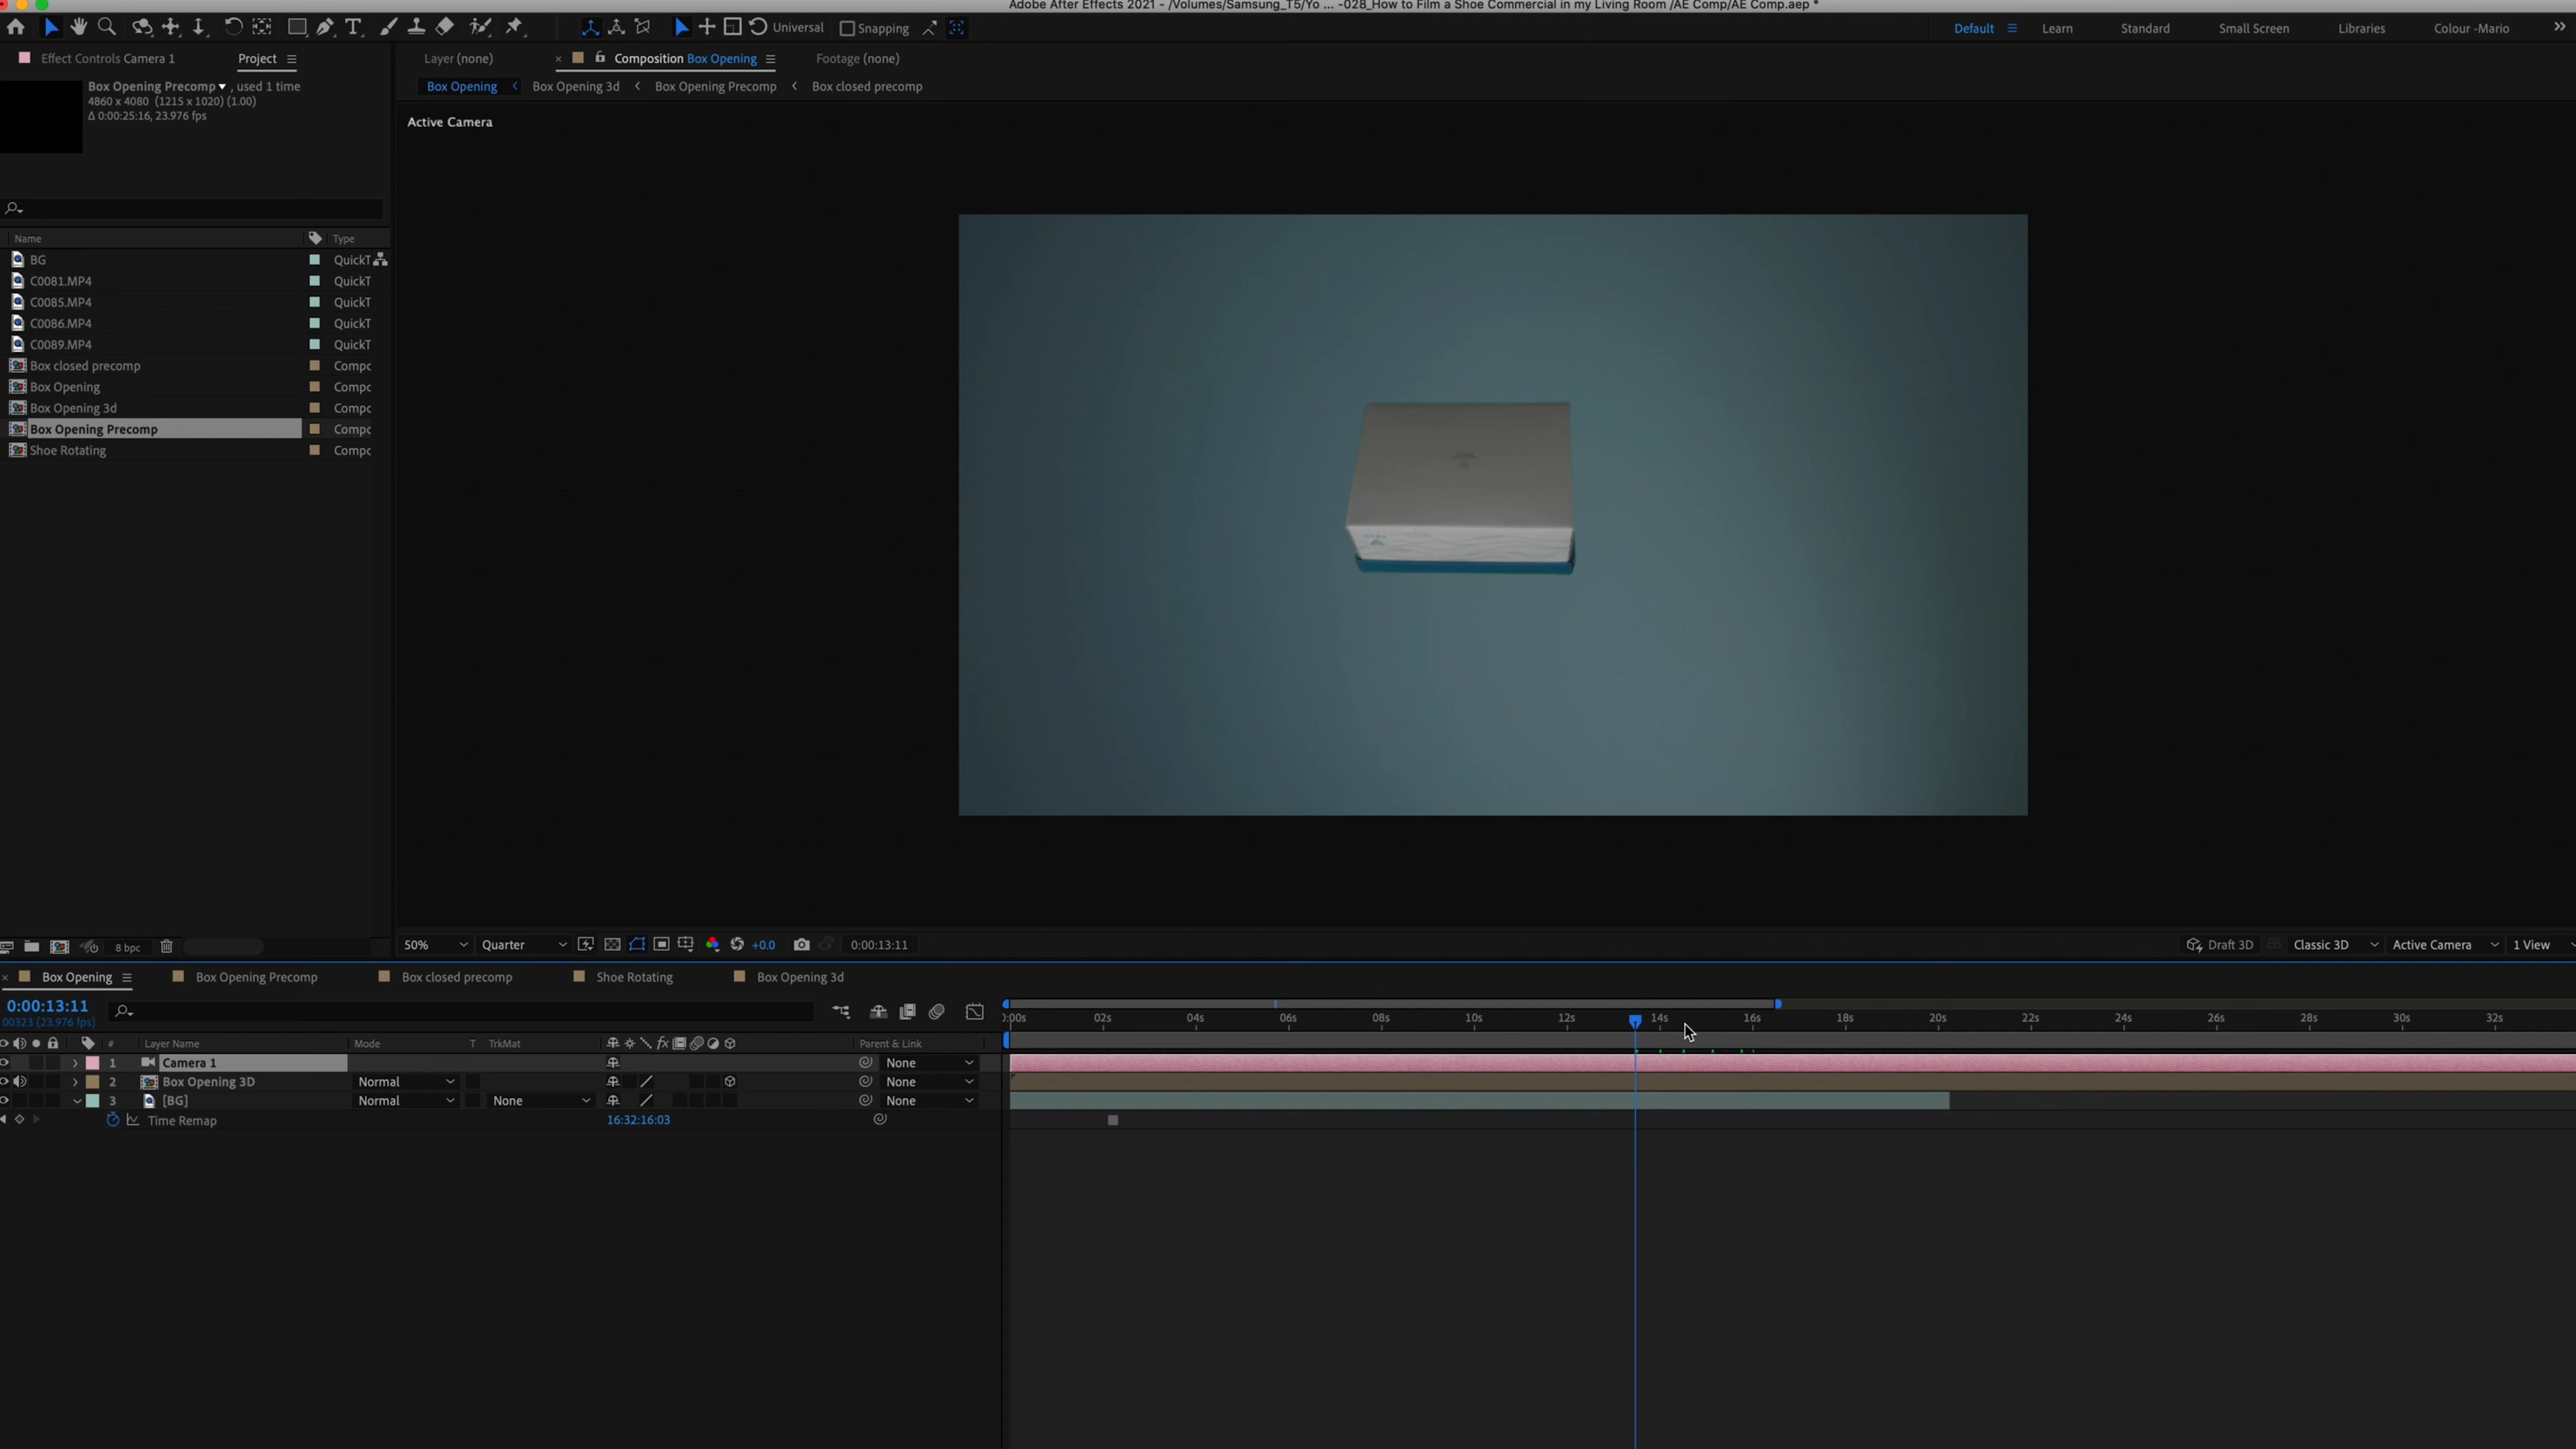 Adobe After Effects 2021 - /Volumes/Samsung_T5/Yo ... -028_How to Film a Shoe Commercial in my Living Room /AE Comp/AE Comp.aep *
Universal Snapping Default Learn Standard Small Screen Libraries Colour -Mario
Effect Controls Camera 1 Project
Layer (none) Composition Box Opening Footage (none)
Box Opening Precomp , used 1 time
4860 x 4080 (1215 x 1020) (1.00)
Δ 0:00:25:16, 23.976 fps
Box Opening Box Opening 3d Box Opening Precomp Box closed precomp
Active Camera
Name Type
BG QuickT
C0081.MP4 QuickT
C0085.MP4 QuickT
C0086.MP4 QuickT
C0089.MP4 QuickT
Box closed precomp Compc
Box Opening Compc
Box Opening 3d Compc
Box Opening Precomp Compc
Shoe Rotating Compc
8 bpc
50% Quarter +0.0 0:00:13:11 Draft 3D Classic 3D Active Camera 1 View
Box Opening Box Opening Precomp Box closed precomp Shoe Rotating Box Opening 3d
0:00:13:11
00323 (23.976 fps)
):00s 02s 04s 06s 08s 10s 12s 14s 16s 18s 20s 22s 24s 26s 28s 30s 32s
# Layer Name Mode T TrkMat fx Parent & Link
1 Camera 1 None
2 Box Opening 3D Normal None
3 [BG] Normal None None
Time Remap 16:32:16:03